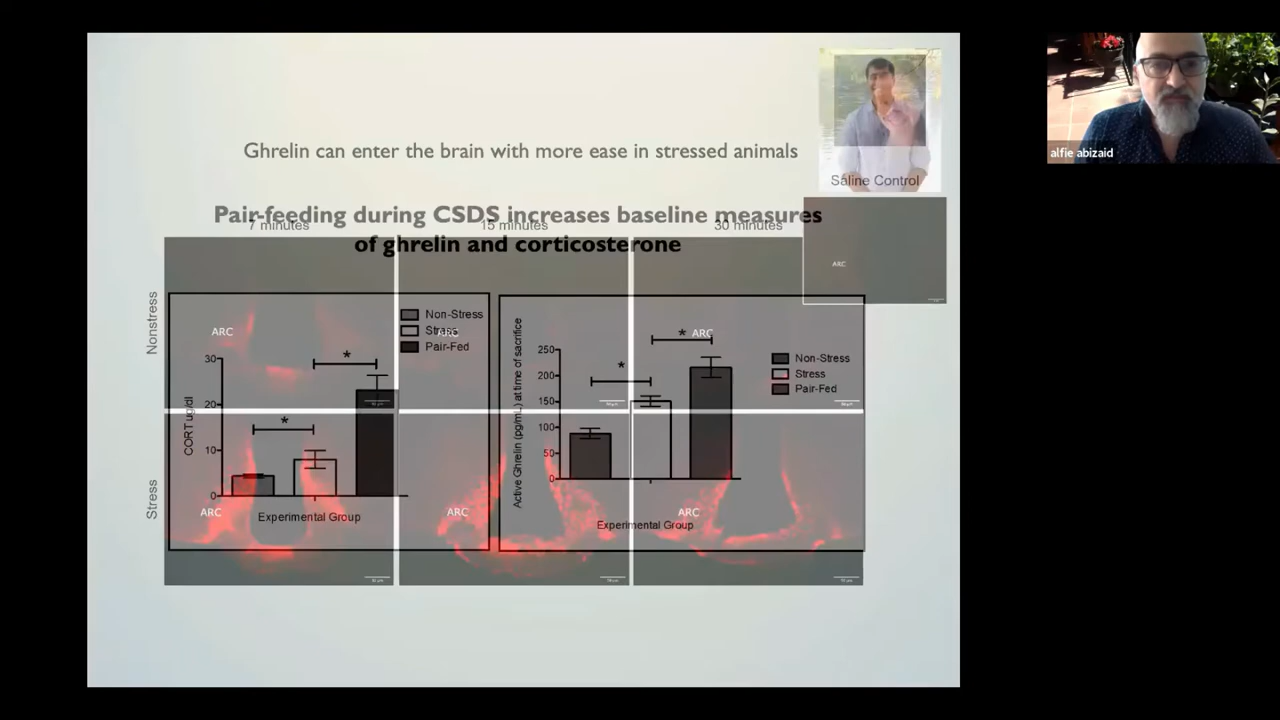 alfie abizaid
Ghrelin can enter the brain with more ease in stressed animals
Saline Control
Pair-feeding during CSDS increases baseline measures
of ghrelin and corticosterone
7 minutes
15 minutes
30 minutes
ARC
Nonstress
Stress
ARC
ARC
ARC
Non-Stress
Stress
Pair-Fed
*
*
30
20
10
0
CORT ug/dl
Experimental Group
*
*
250
200
150
100
50
0
Active Ghrelin (pg/mL) at time of sacrifice
Non-Stress
Stress
Pair-Fed
Experimental Group
ARC
ARC
ARC